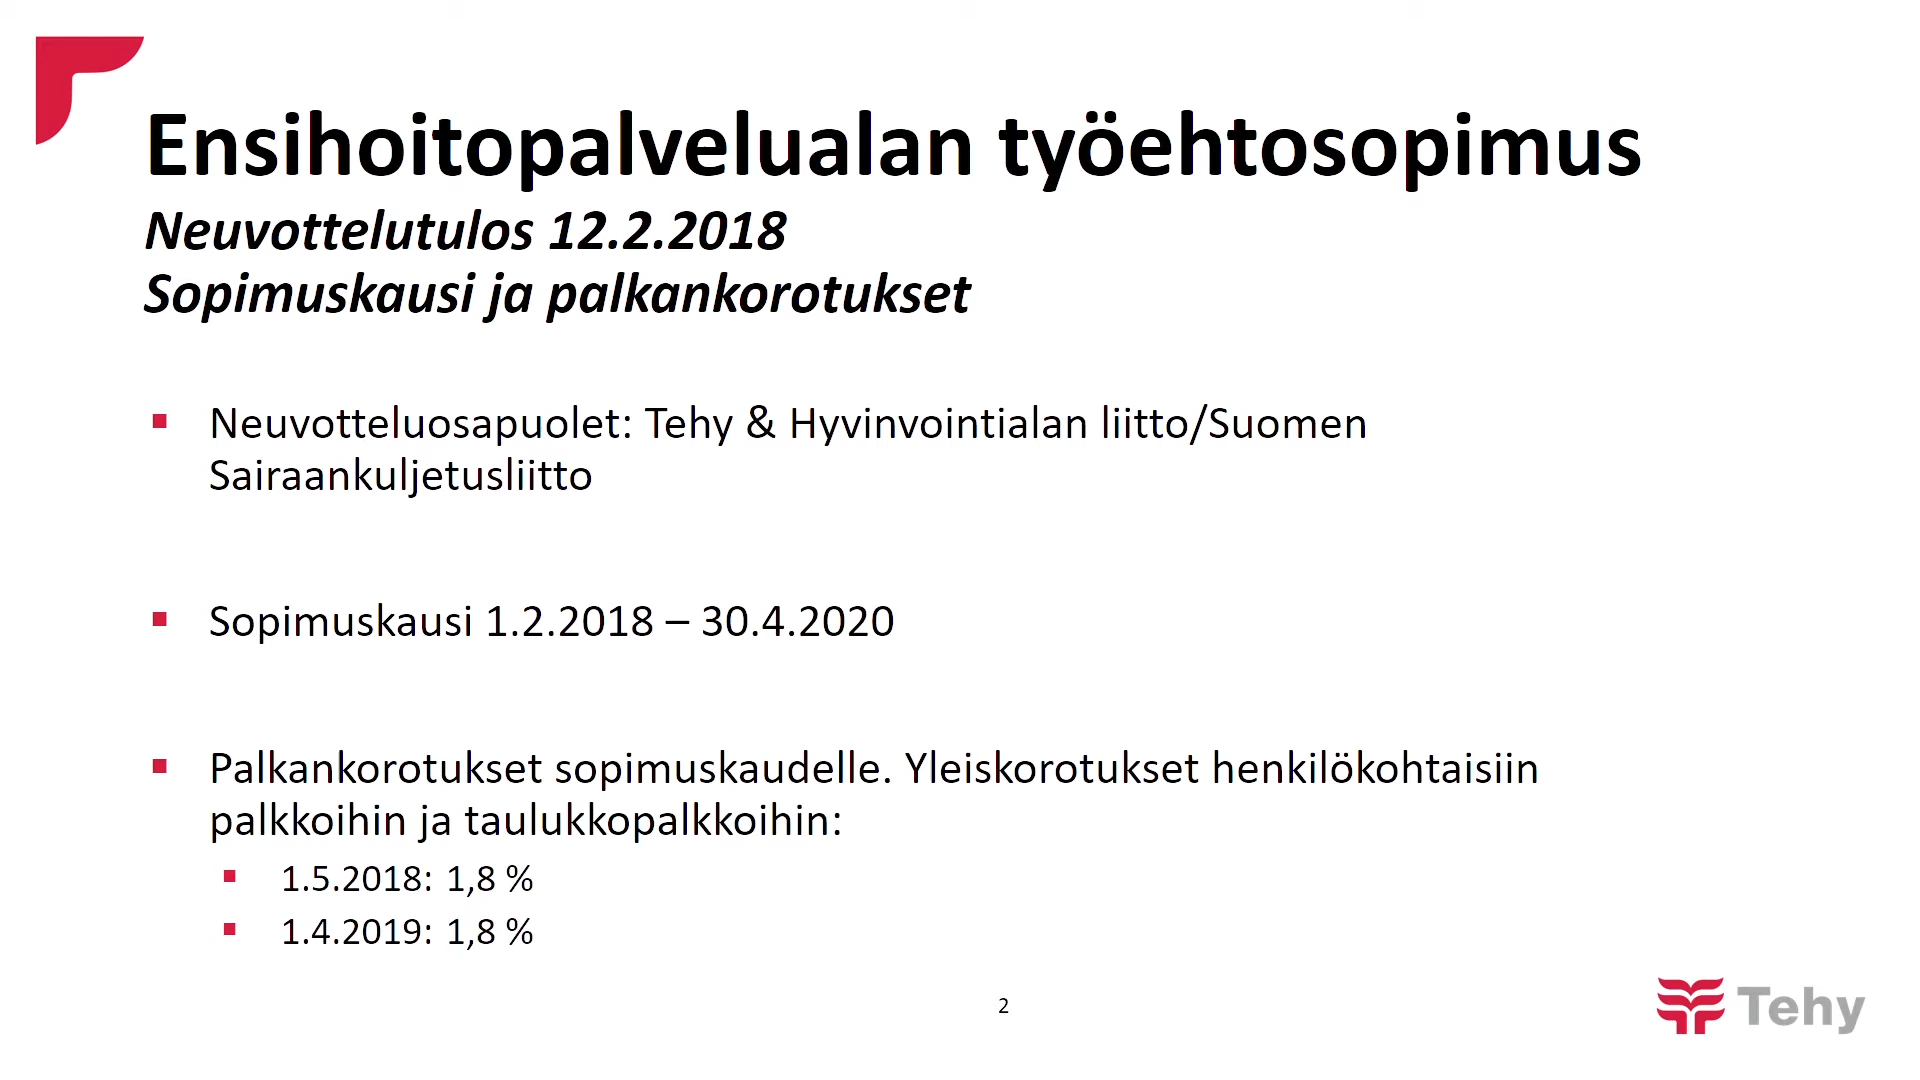 Ensihoitopalvelualan työehtosopimus
Neuvottelutulos 12.2.2018
Sopimuskausi ja palkankorotukset
Neuvotteluosapuolet: Tehy & Hyvinvointialan liitto/Suomen
Sairaankuljetusliitto
Sopimuskausi 1.2.2018 – 30.4.2020
Palkankorotukset sopimuskaudelle. Yleiskorotukset henkilökohtaisiin
palkkoihin ja taulukkopalkkoihin:
1.5.2018: 1,8 %
1.4.2019: 1,8 %
2
Tehy